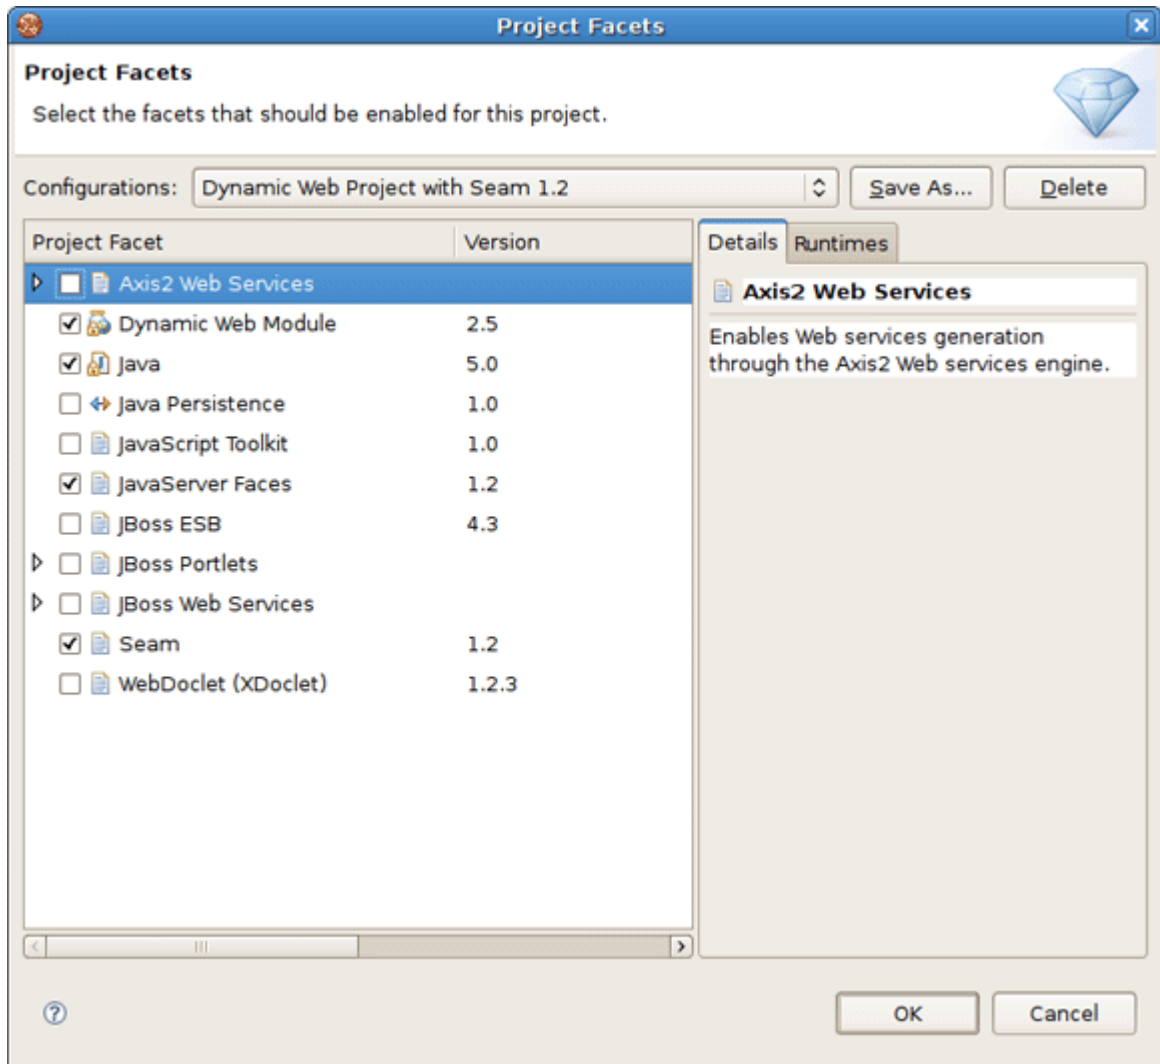 Project Facets
Project Facets
Select the facets that should be enabled for this project.
Configurations: Dynamic Web Project with Seam 1.2 Save As... Delete
Project Facet Version Details Runtimes
Axis2 Web Services
Axis2 Web Services
Dynamic Web Module 2.5
Enables Web services generation
through the Axis2 Web services engine.
Java 5.0
Java Persistence 1.0
JavaScript Toolkit 1.0
JavaServer Faces 1.2
JBoss ESB 4.3
JBoss Portlets
JBoss Web Services
Seam 1.2
WebDoclet (XDoclet) 1.2.3
OK Cancel